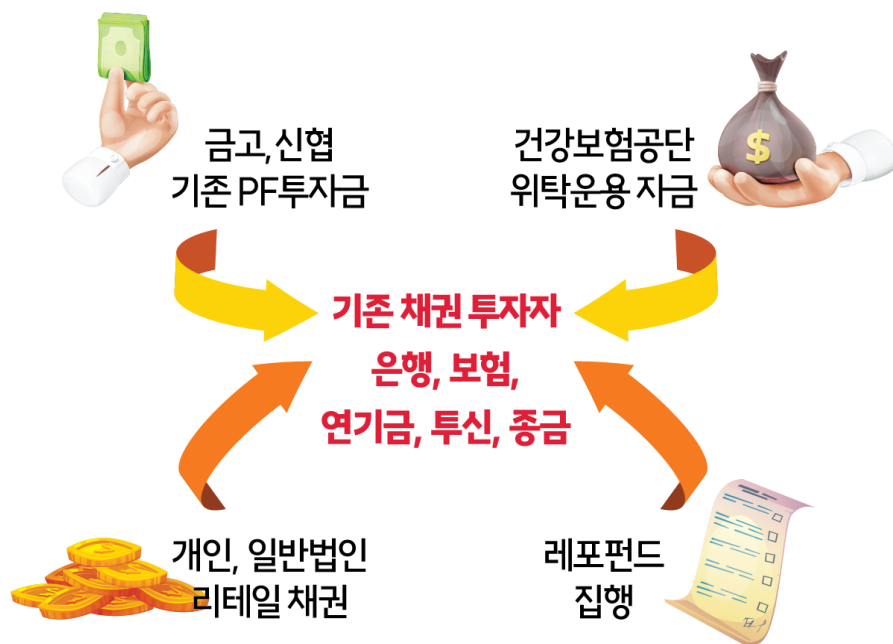 금고, 신협
기존 PF투자금
건강보험공단
위탁운용 자금
$
기존 채권 투자자
은행, 보험,
연기금, 투신, 종금
개인, 일반법인
리테일 채권
레포펀드
집행